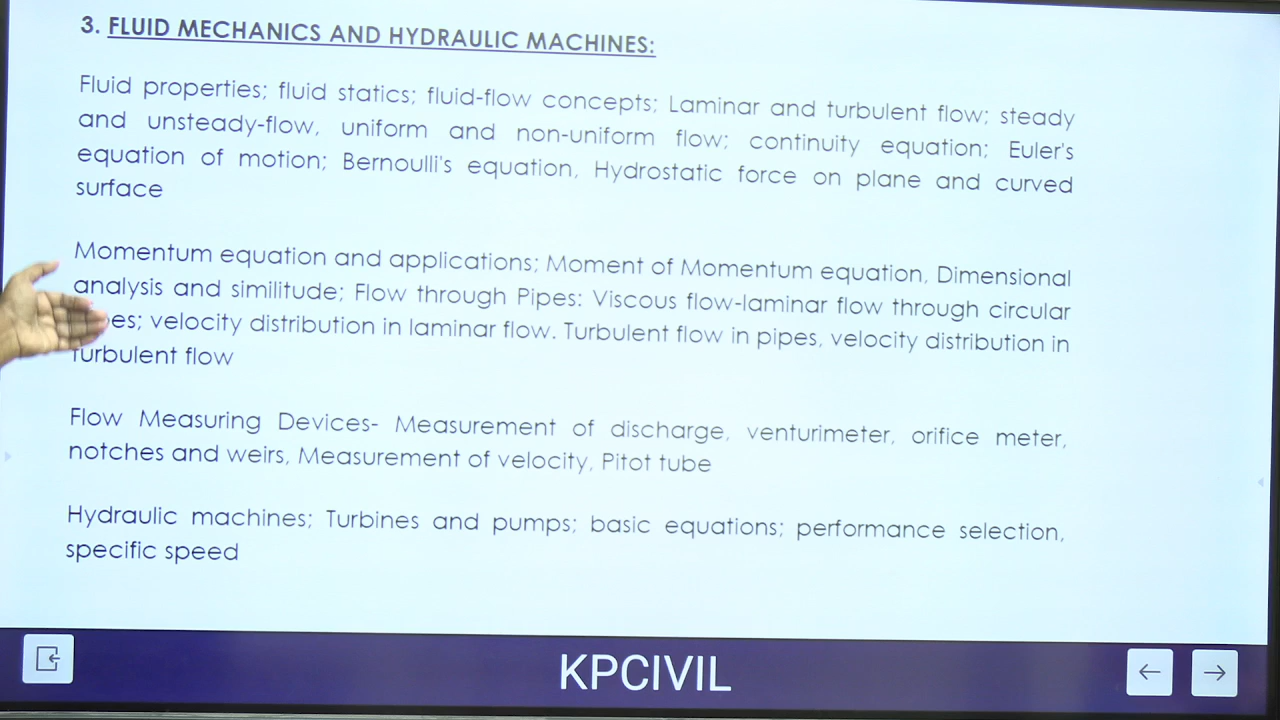 3. FLUID MECHANICS AND HYDRAULIC MACHINES:
Fluid properties; fluid statics; fluid-flow concepts; Laminar and turbulent flow; steady
and unsteady-flow, uniform and non-uniform flow; continuity equation; Euler's
equation of motion; Bernoulli's equation, Hydrostatic force on plane and curved
surface
Momentum equation and applications; Moment of Momentum equation, Dimensional
analysis and similitude; Flow through Pipes: Viscous flow-laminar flow through circular
es; velocity distribution in laminar flow. Turbulent flow in pipes, velocity distribution in
turbulent flow
Flow Measuring Devices- Measurement of discharge, venturimeter, orifice meter,
notches and weirs, Measurement of velocity, Pitot tube
Hydraulic machines; Turbines and pumps; basic equations; performance selection,
specific speed
KPCIVIL